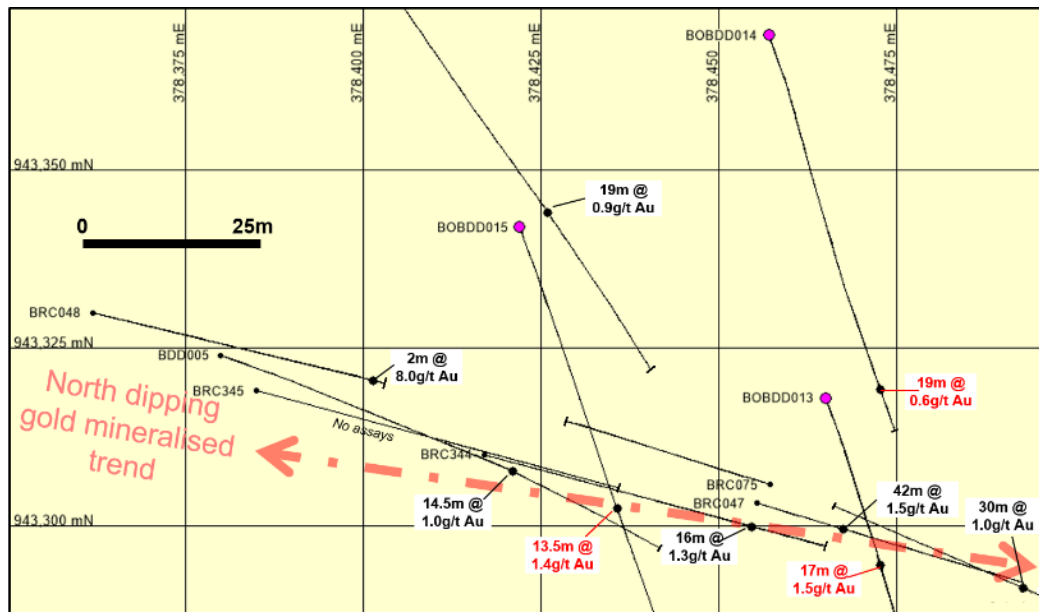 378,375 mE
378,400 mE
378,425 mE
378,450 mE
378,475 mE
BOBDD014
943,350 mN
19m @
0.9g/t Au
0 25m
BOBDD015
BRC048
943,325 mN
BDD005
2m @
8.0g/t Au
BRC345
North dipping
gold mineralised
trend
No assays
BOBDD013
19m @
0.6g/t Au
BRC344
BRC075
BRC047
42m @
1.5g/t Au
14.5m @
1.0g/t Au
30m @
1.0g/t Au
943,300 mN
13.5m @
1.4g/t Au
16m @
1.3g/t Au
17m @
1.5g/t Au